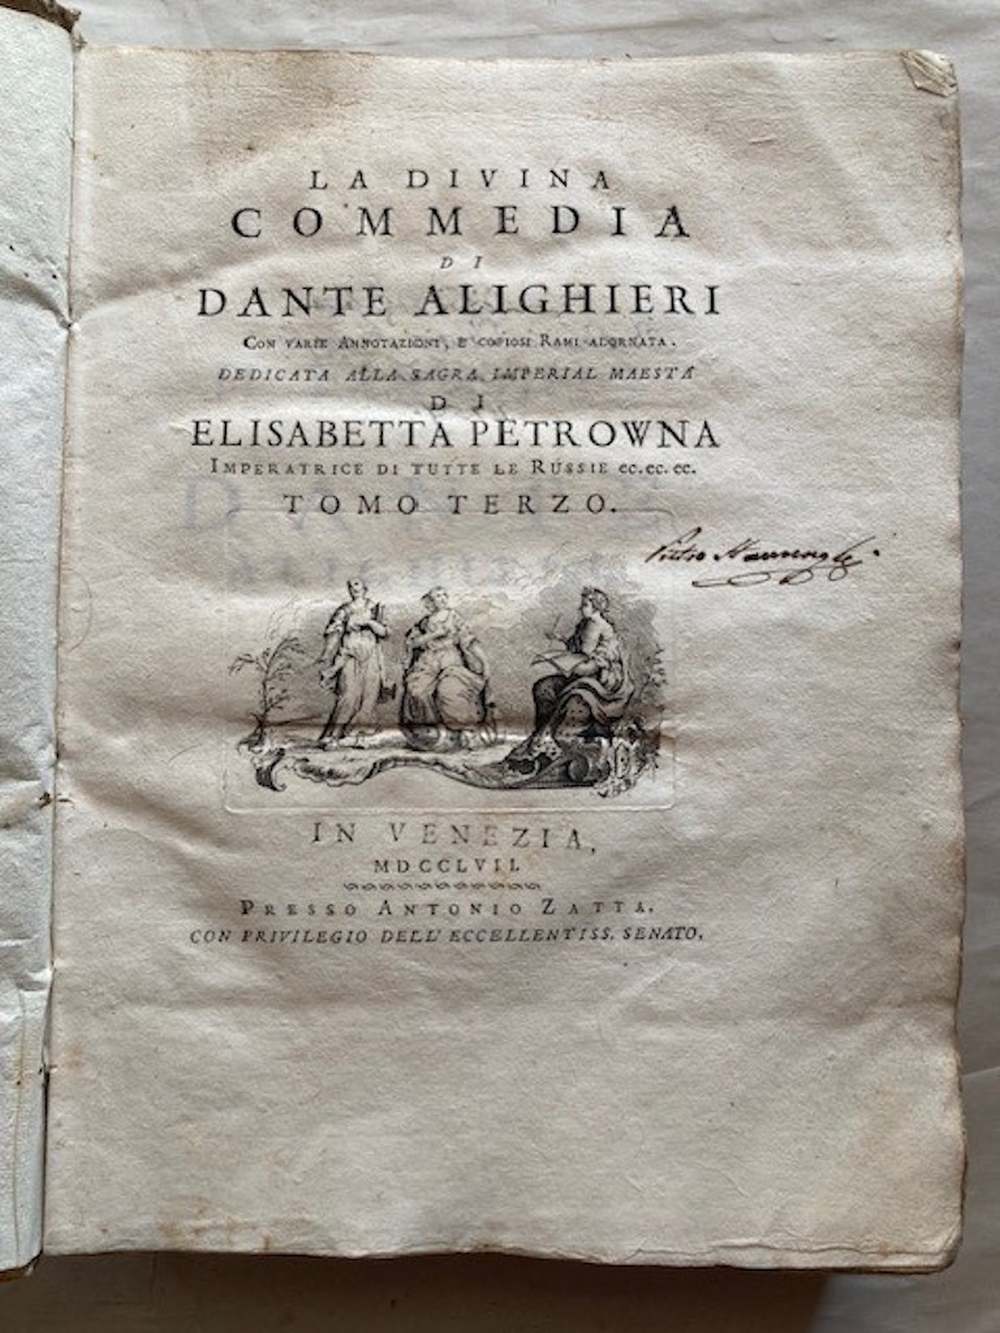 LA DIVINA
COMMEDIA
DI
DANTE ALIGHIERI
CON VARIE ANNOTAZIONI, E COPIOSI RAMI ADORNATA.
DEDICATA ALLA SAGRA IMPERIAL MAESTÀ
DI
ELISABETTA PETROWNA
IMPERATRICE DI TUTTE LE RUSSIE ec.ec.ec.
TOMO TERZO.
Pietro
IN VENEZIA,
MDCCLVII.
PRESSO ANTONIO ZATTA.
CON PRIVILEGIO DELL' ECCELLENTISS. SENATO.